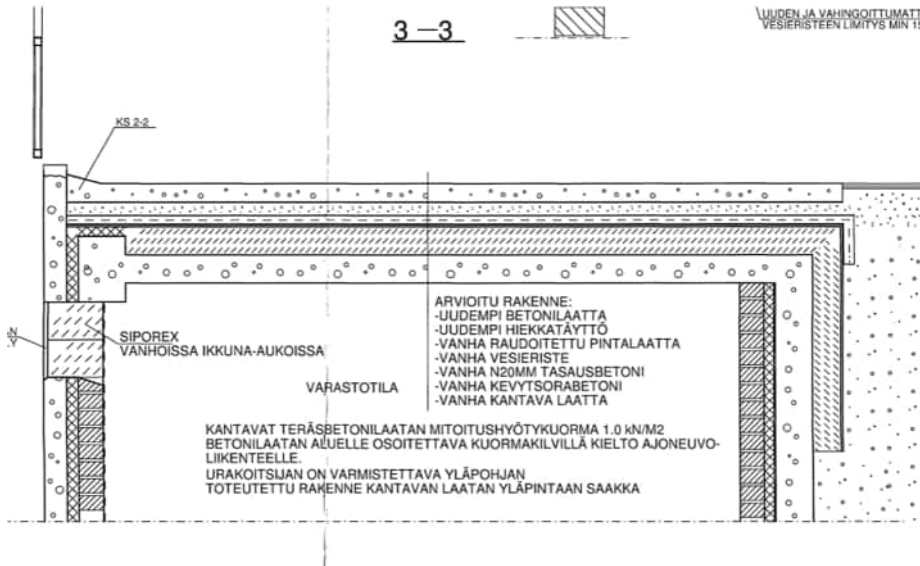 3 — 3
UUDEN JA VAHINGOITTUMATT
VESIERISTEEN LIMITYS MIN 15
KS 2-2
ARVIOITU RAKENNE:
-UUDEMPI BETONILAATTA
-UUDEMPI HIEKKATÄYTTÖ
-VANHA RAUDOITETTU PINTALAATTA
-VANHA VESIERISTE
-VANHA N20MM TASAUSBETONI
-VANHA KEVYTSORABETONI
-VANHA KANTAVA LAATTA
SIPOREX
VANHOISSA IKKUNA-AUKOISSA
VARASTOTILA
KANTAVAT TERÄSBETONILAATAN MITOITUSHYÖTYKUORMA 1.0 kN/M2
BETONILAATAN ALUELLE OSOITETTAVA KUORMAKILVILLÄ KIELTO AJONEUVO-
LIIKENTEELLE.
URAKOITSIJAN ON VARMISTETTAVA YLÄPOHJAN
TOTEUTETTU RAKENNE KANTAVAN LAATAN YLÄPINTAAN SAAKKA